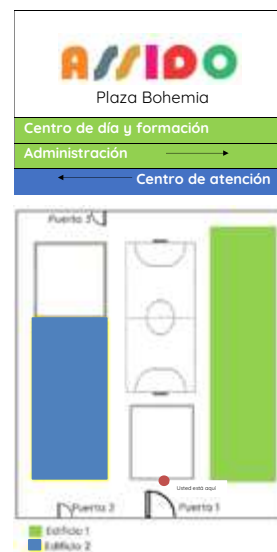 ASSIDO
Plaza Bohemia
Centro de día y formación
Administración
Centro de atención
Puerta 3
Usted está aquí
Puerta 2
Puerta 1
Edificio 1
Edificio 2